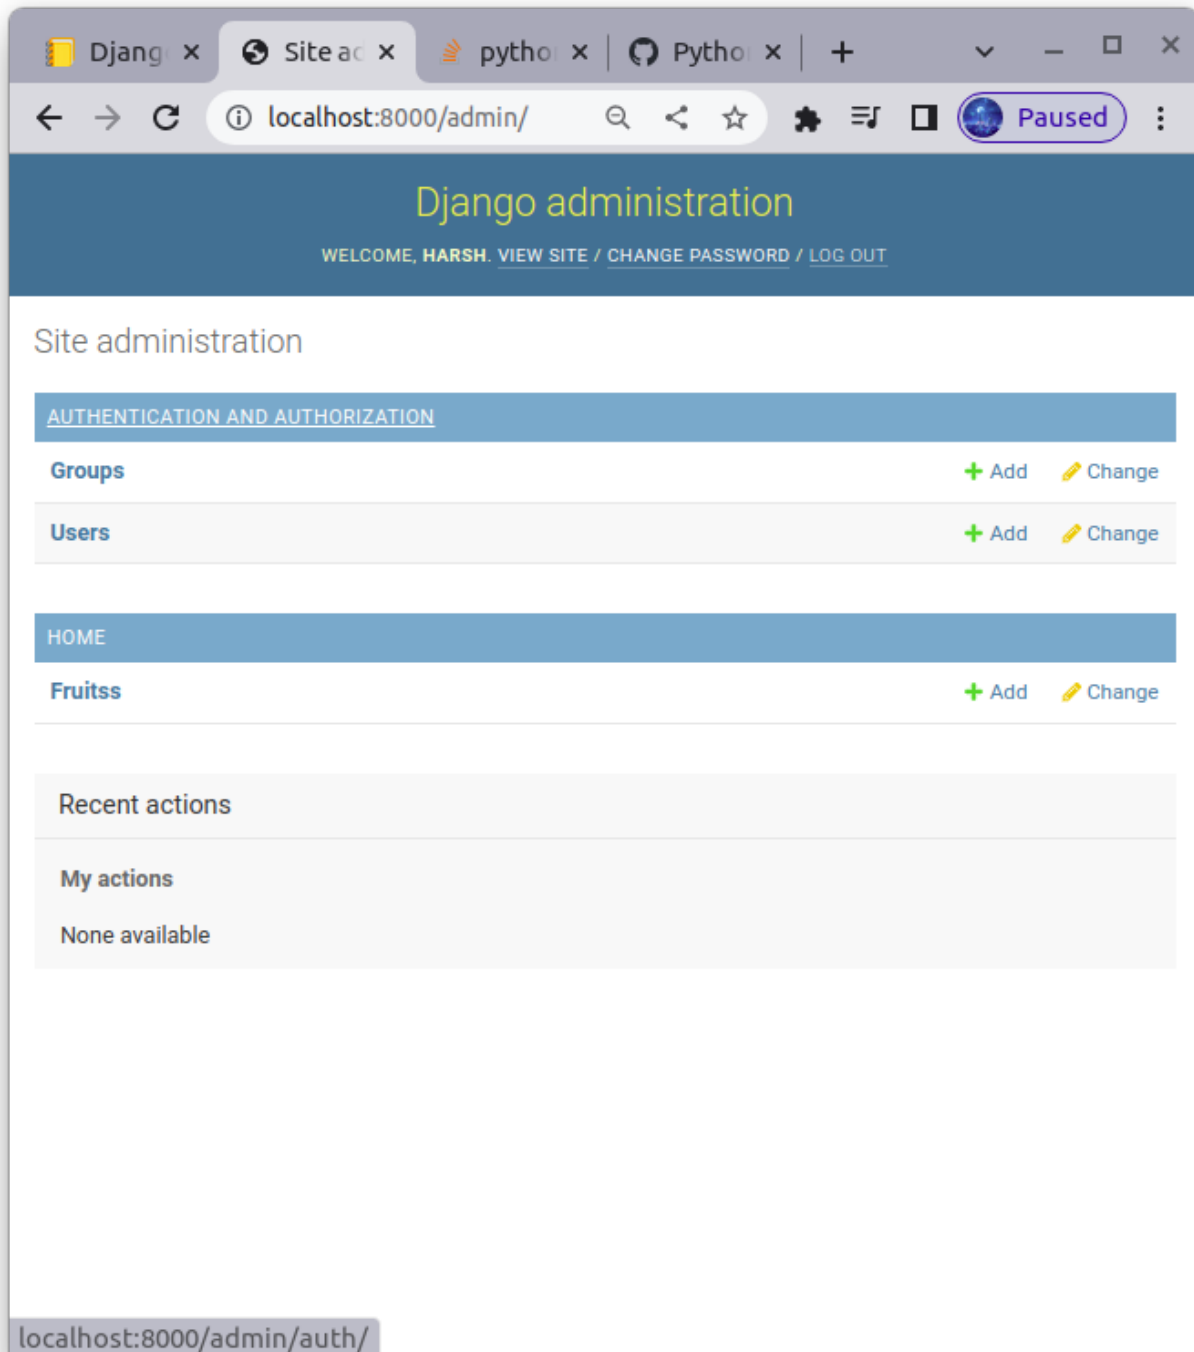 Djang
Site ad
pytho
Pytho
localhost:8000/admin/
Paused
Django administration
WELCOME, HARSH. VIEW SITE / CHANGE PASSWORD / LOG OUT
Site administration
AUTHENTICATION AND AUTHORIZATION
Groups Add Change
Users Add Change
HOME
Fruitss Add Change
Recent actions
My actions
None available
localhost:8000/admin/auth/